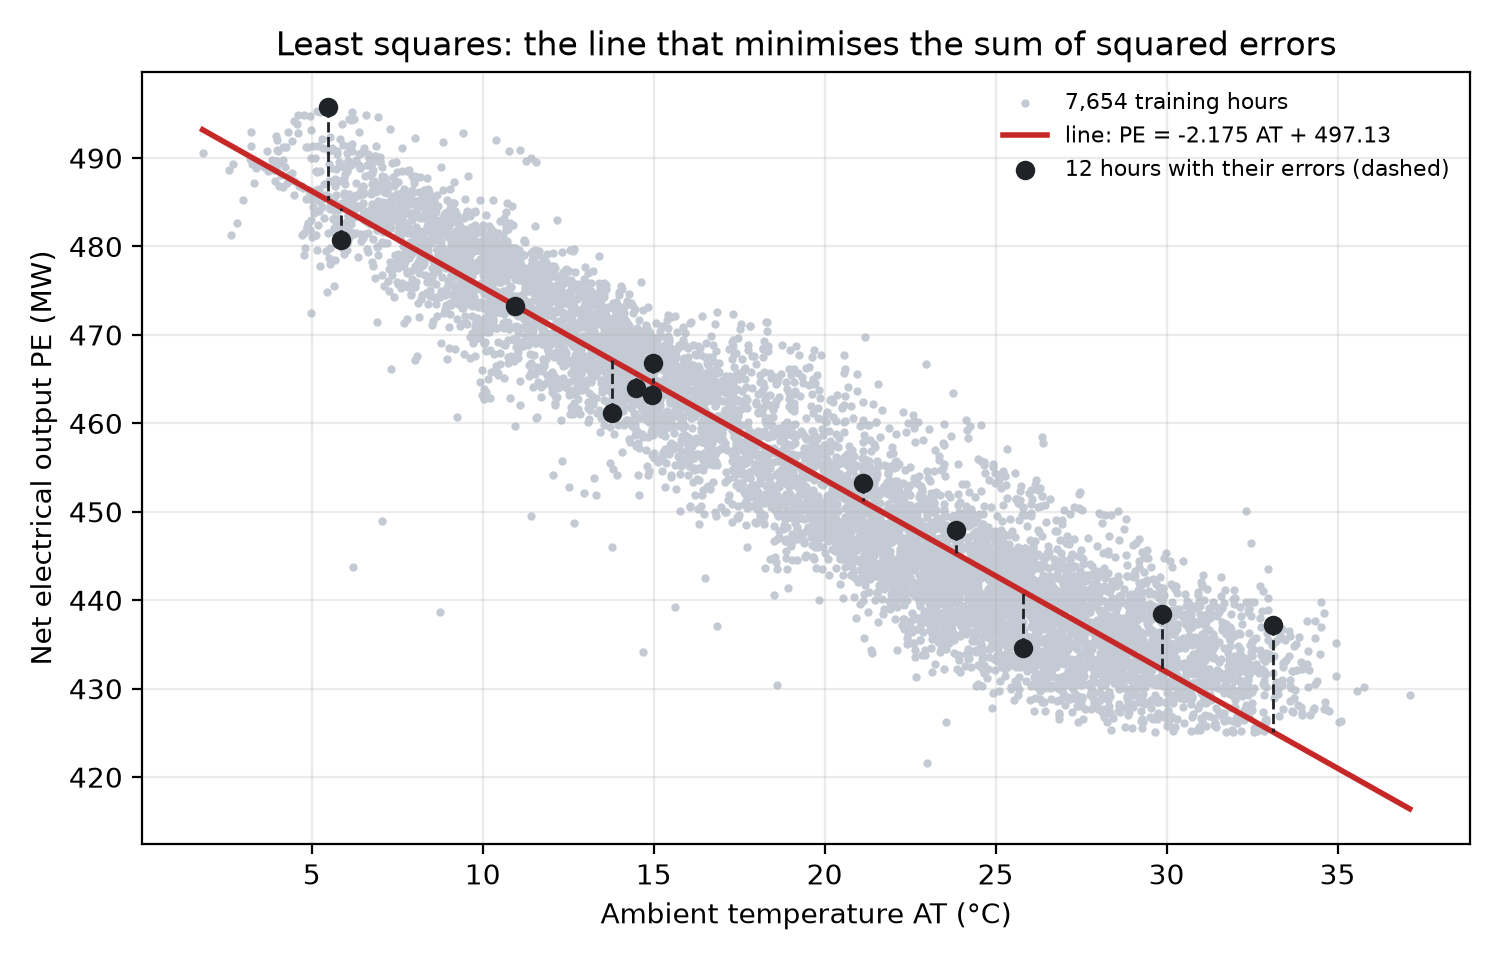 Least squares: the line that minimises the sum of squared errors
7,654 training hours
line: PE = -2.175 AT + 497.13
12 hours with their errors (dashed)
Net electrical output PE (MW)
490
480
470
460
450
440
430
420
5 10 15 20 25 30 35
Ambient temperature AT (°C)